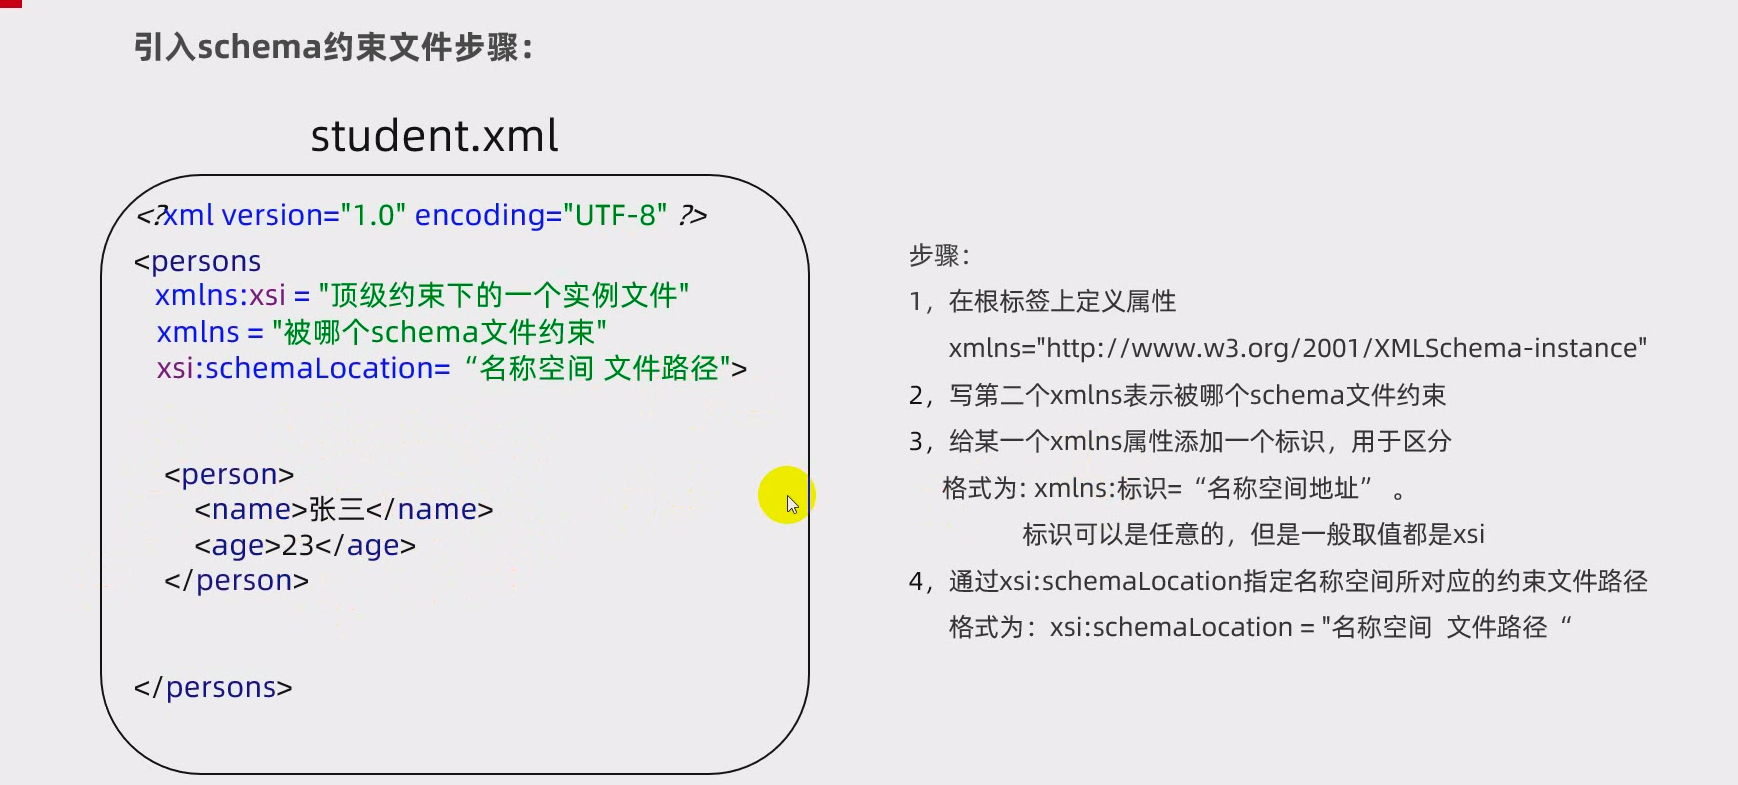 引入schema约束文件步骤：
student.xml
<?xml version="1.0" encoding="UTF-8" ?>
<persons
xmlns:xsi = "顶级约束下的一个实例文件"
xmlns = "被哪个schema文件约束"
xsi:schemaLocation= “名称空间 文件路径">
<person>
<name>张三</name>
<age>23</age>
</person>
</persons>
步骤：
1，在根标签上定义属性
xmlns="http://www.w3.org/2001/XMLSchema-instance"
2，写第二个xmlns表示被哪个schema文件约束
3，给某一个xmlns属性添加一个标识，用于区分
格式为: xmlns:标识=“名称空间地址” 。
标识可以是任意的，但是一般取值都是xsi
4，通过xsi:schemaLocation指定名称空间所对应的约束文件路径
格式为：xsi:schemaLocation = "名称空间 文件路径“